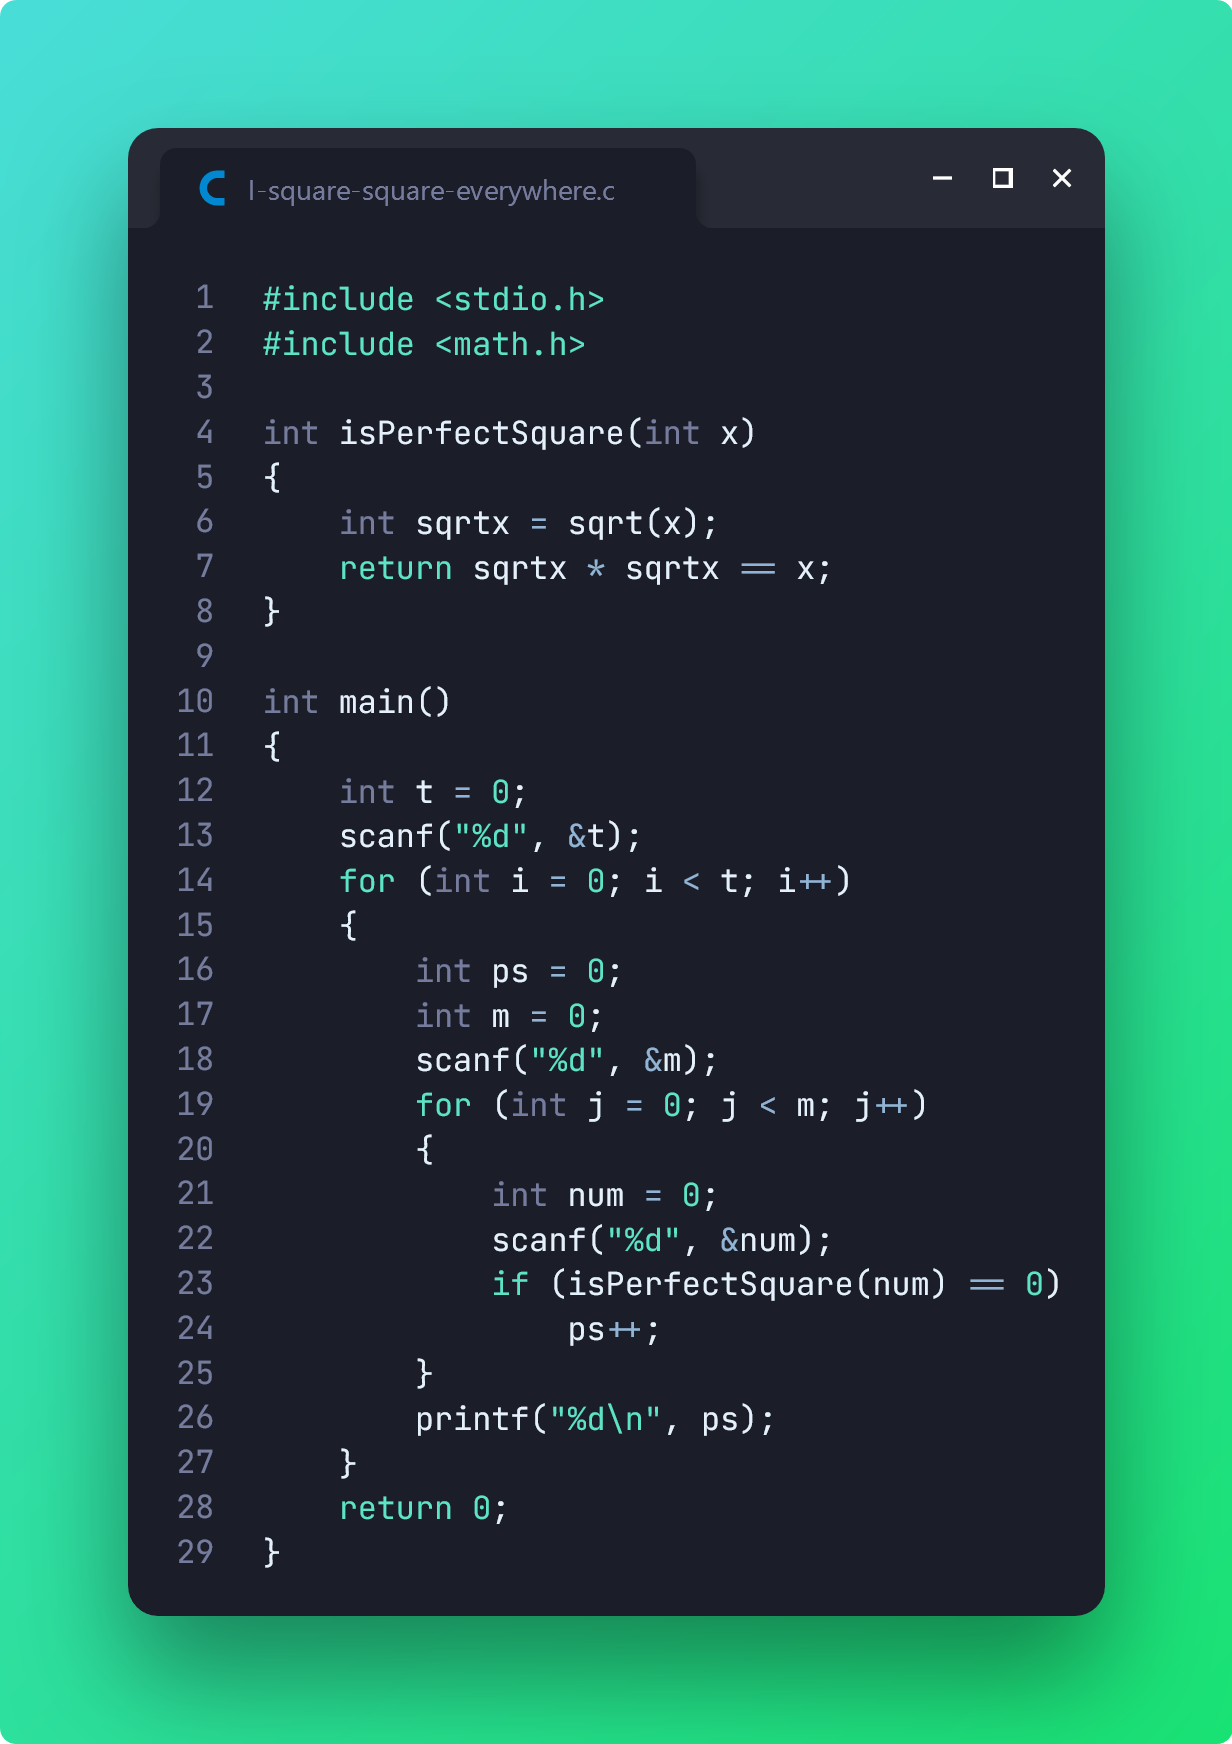 I-square-square-everywhere.c
1 #include <stdio.h>
2 #include <math.h>
3
4 int isPerfectSquare(int x)
5 {
6     int sqrtx = sqrt(x);
7     return sqrtx * sqrtx == x;
8 }
9
10 int main()
11 {
12     int t = 0;
13     scanf("%d", &t);
14     for (int i = 0; i < t; i++)
15     {
16         int ps = 0;
17         int m = 0;
18         scanf("%d", &m);
19         for (int j = 0; j < m; j++)
20         {
21             int num = 0;
22             scanf("%d", &num);
23             if (isPerfectSquare(num) == 0)
24                 ps++;
25         }
26         printf("%d\n", ps);
27     }
28     return 0;
29 }